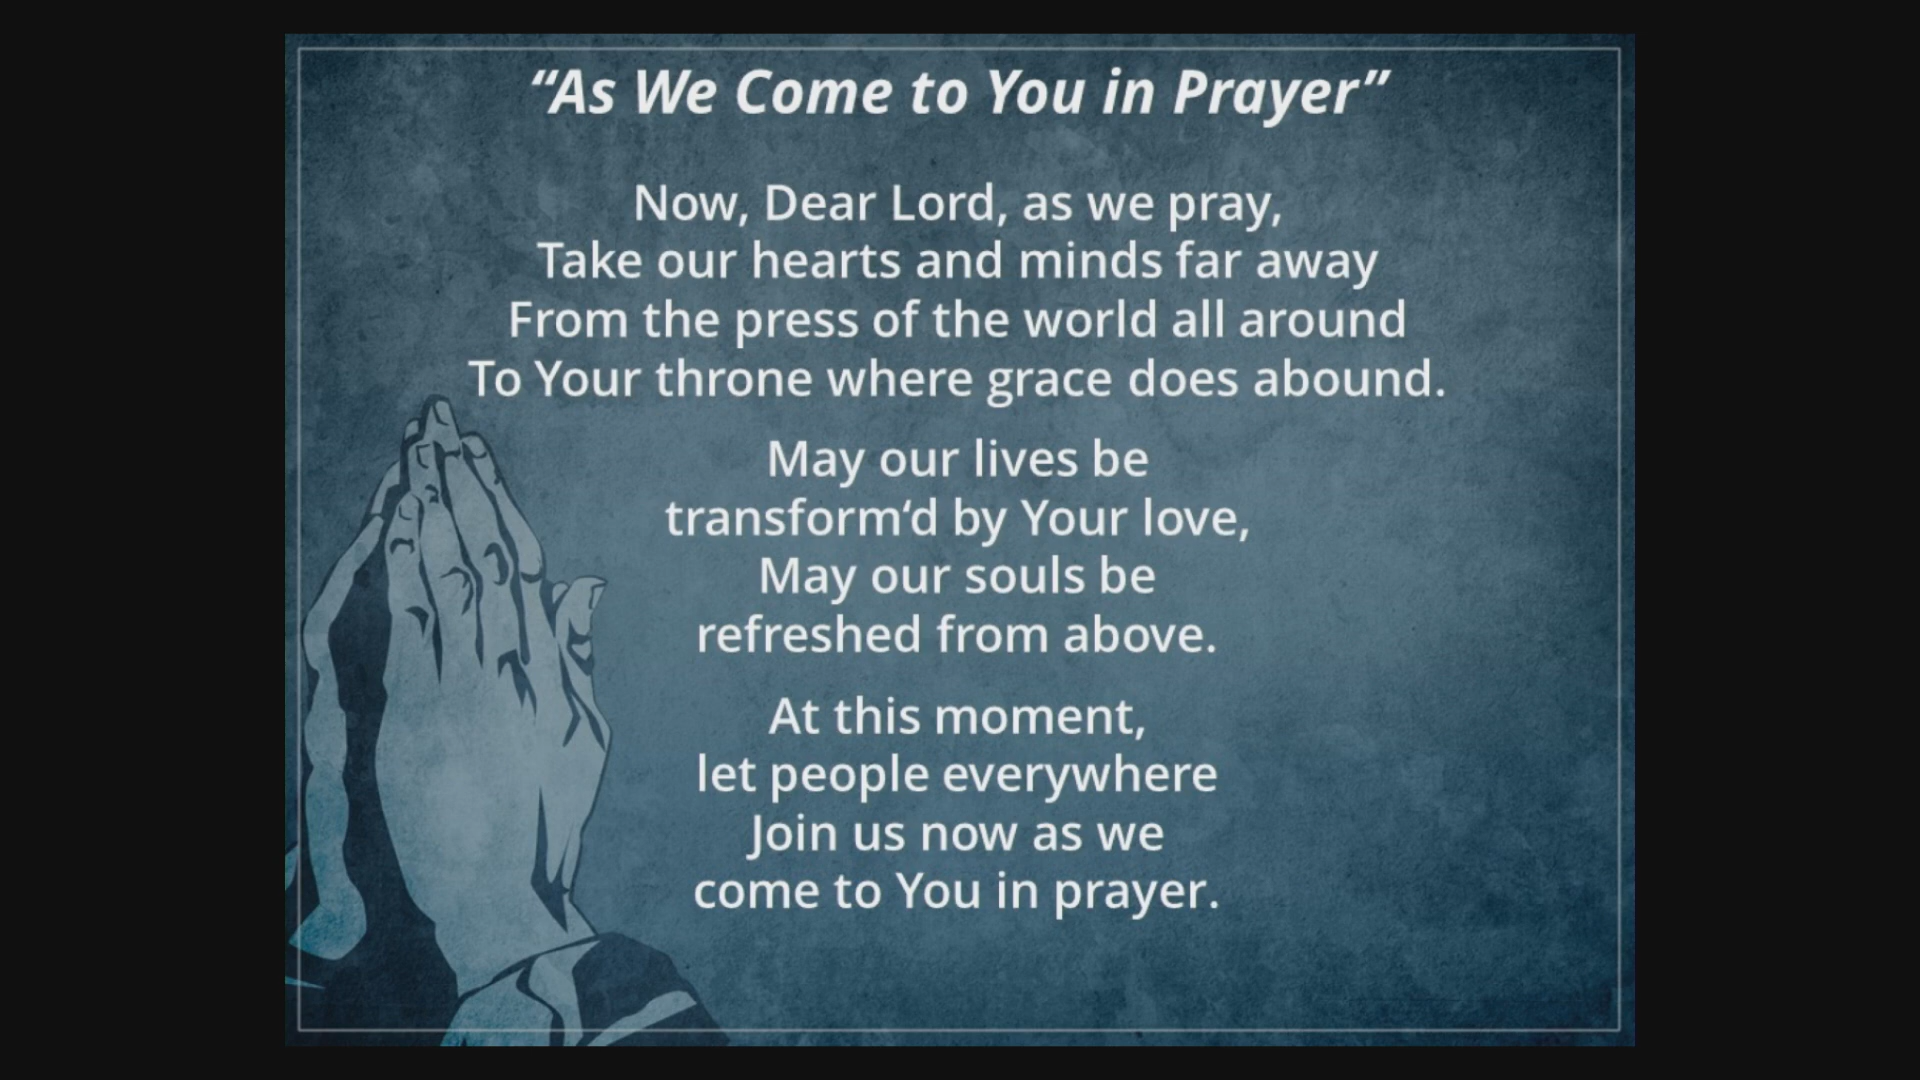 “As We Come to You in Prayer”
Now, Dear Lord, as we pray,
Take our hearts and minds far away
From the press of the world all around
To Your throne where grace does abound.
May our lives be
transform‘d by Your love,
May our souls be
refreshed from above.
At this moment,
let people everywhere
Join us now as we
come to You in prayer.